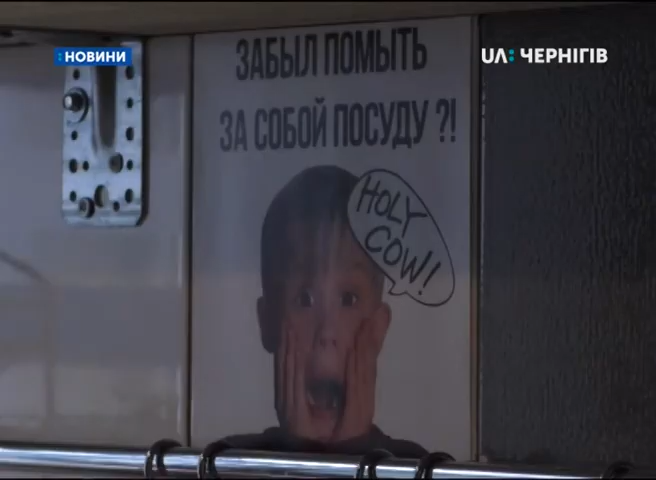 НОВИНИ
UA: ЧЕРНІГІВ
ЗАБЫЛ ПОМЫТЬ
ЗА СОБОЙ ПОСУДУ ?!
HOLY
COW!